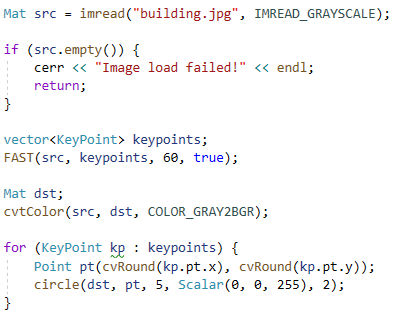 Mat src = imread("building.jpg", IMREAD_GRAYSCALE);
if (src.empty()) {
    cerr << "Image load failed!" << endl;
    return;
}
vector<KeyPoint> keypoints;
FAST(src, keypoints, 60, true);
Mat dst;
cvtColor(src, dst, COLOR_GRAY2BGR);
for (KeyPoint kp : keypoints) {
    Point pt(cvRound(kp.pt.x), cvRound(kp.pt.y));
    circle(dst, pt, 5, Scalar(0, 0, 255), 2);
}